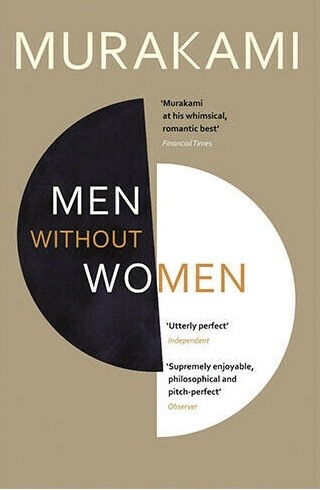 MURAKAMI
'Murakami
at his whimsical,
romantic best'
Financial Times
MEN
WITHOUT
WOMEN
'Utterly perfect'
Independent
'Supremely enjoyable,
philosophical and
pitch-perfect'
Observer